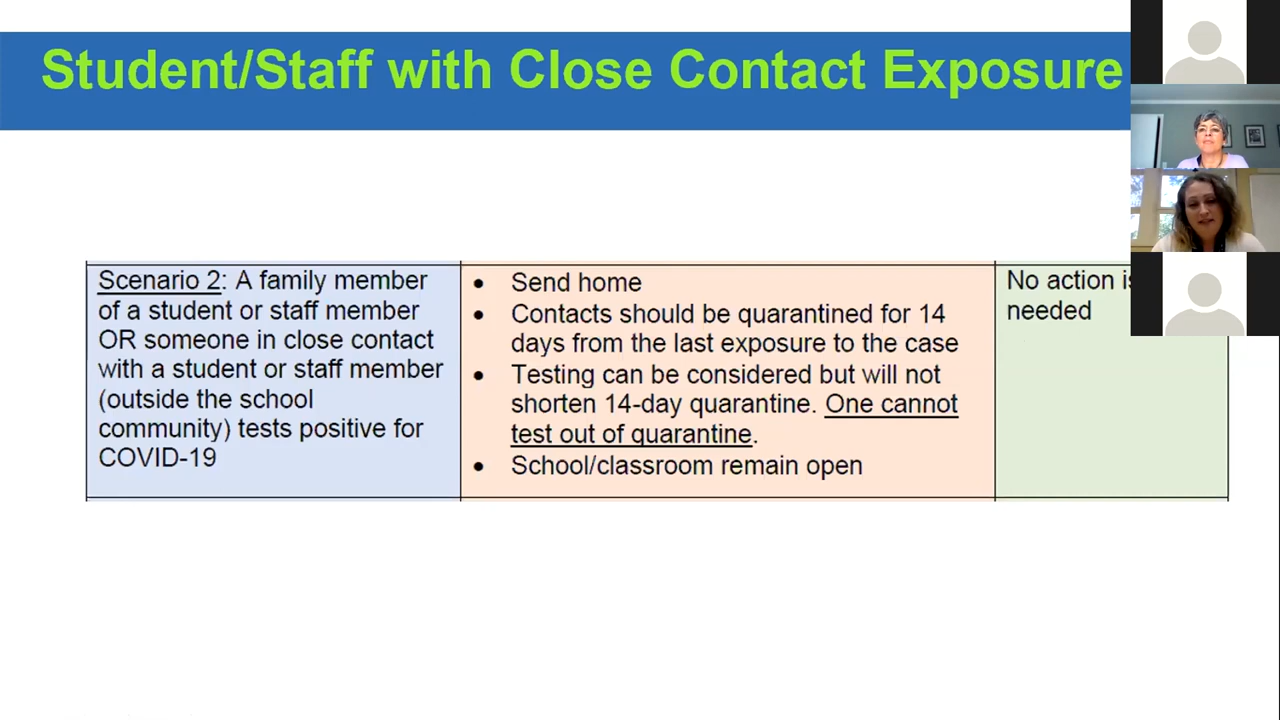 Student/Staff with Close Contact Exposure
Scenario 2: A family member
of a student or staff member
OR someone in close contact
with a student or staff member
(outside the school
community) tests positive for
COVID-19
• Send home
• Contacts should be quarantined for 14
days from the last exposure to the case
• Testing can be considered but will not
shorten 14-day quarantine. One cannot
test out of quarantine.
• School/classroom remain open
No action is
needed